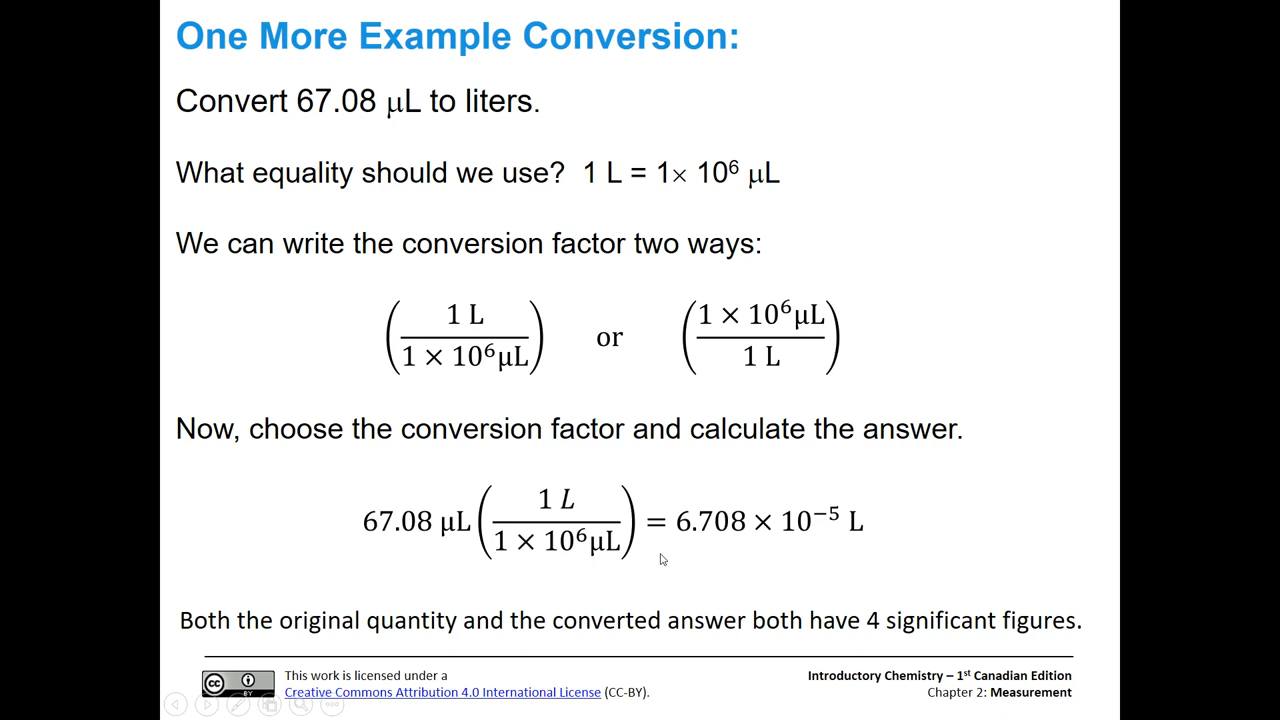 One More Example Conversion:
Convert 67.08 μL to liters.
What equality should we use? 1 L = 1× 10⁶ μL
We can write the conversion factor two ways:
(1 L / 1 × 10⁶μL) or (1 × 10⁶μL / 1 L)
Now, choose the conversion factor and calculate the answer.
67.08 μL (1 L / 1 × 10⁶μL) = 6.708 × 10⁻⁵ L
Both the original quantity and the converted answer both have 4 significant figures.
cc BY
This work is licensed under a
Creative Commons Attribution 4.0 International License (CC-BY).
Introductory Chemistry – 1ˢᵗ Canadian Edition
Chapter 2: Measurement